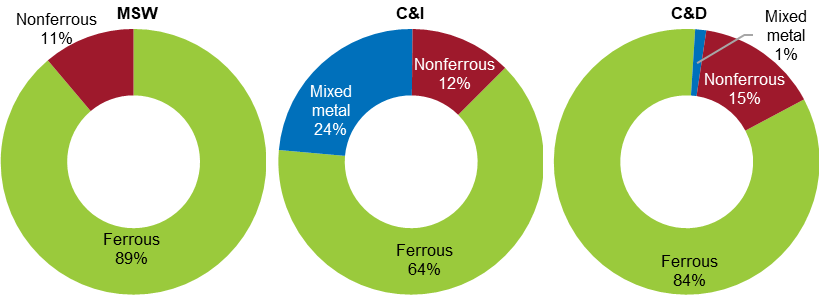 MSW
Nonferrous
11%
Ferrous
89%
C&I
Nonferrous
12%
Mixed
metal
24%
Ferrous
64%
C&D
Mixed
metal
1%
Nonferrous
15%
Ferrous
84%